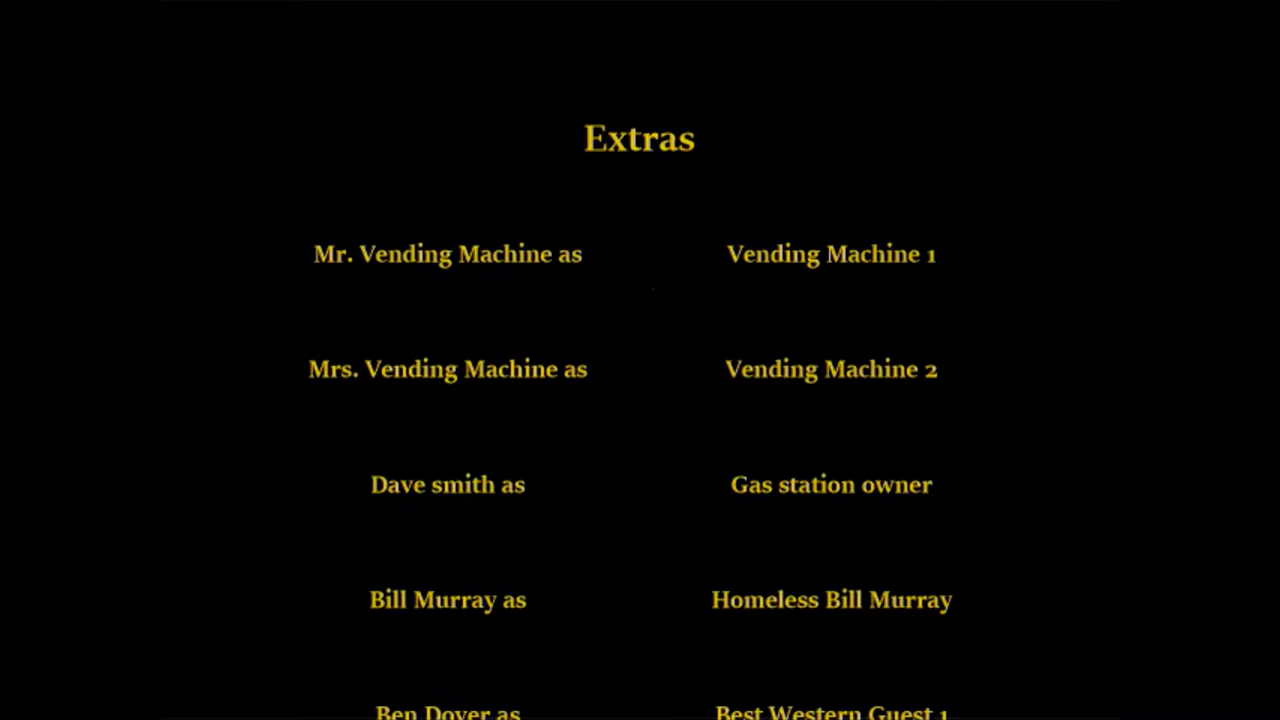 Extras
Mr. Vending Machine as Vending Machine 1
Mrs. Vending Machine as Vending Machine 2
Dave smith as Gas station owner
Bill Murray as Homeless Bill Murray
Ben Dover as Best Western Guest 1